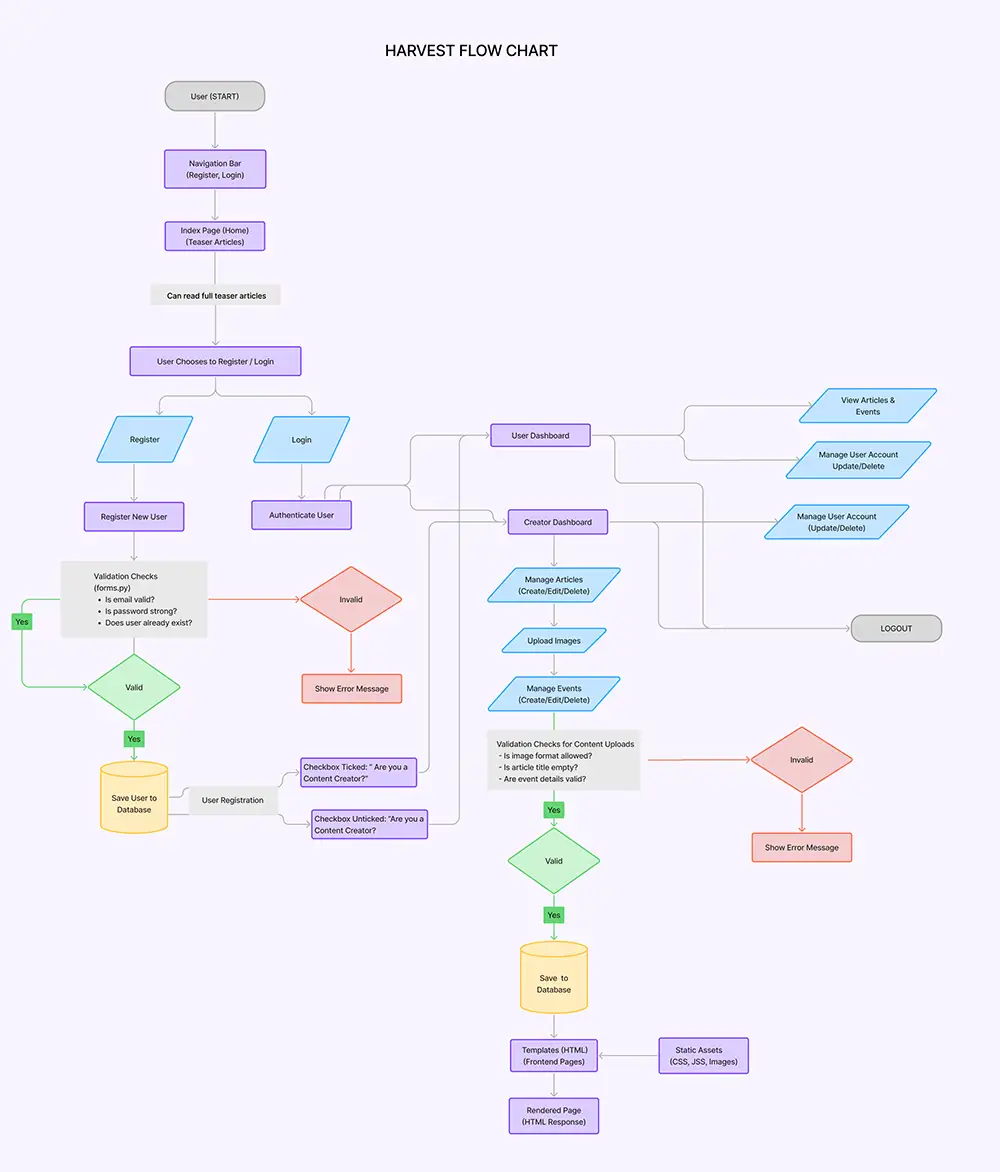 HARVEST FLOW CHART
User (START)
Navigation Bar
(Register, Login)
Index Page (Home)
(Teaser Articles)
Can read full teaser articles
User Chooses to Register / Login
Register
Login
Register New User
Authenticate User
Validation Checks
(forms.py)
• Is email valid?
• Is password strong?
• Does user already exist?
Yes
Invalid
Show Error Message
Valid
Yes
Save User to
Database
User Registration
Checkbox Ticked: “ Are you a
Content Creator?”
Checkbox Unticked: “Are you a
Content Creator?
User Dashboard
View Articles &
Events
Manage User Account
Update/Delete
Creator Dashboard
Manage User Account
(Update/Delete)
LOGOUT
Manage Articles
(Create/Edit/Delete)
Upload Images
Manage Events
(Create/Edit/Delete)
Validation Checks for Content Uploads
- Is image format allowed?
- Is article title empty?
- Are event details valid?
Invalid
Show Error Message
Yes
Valid
Yes
Save to
Database
Templates (HTML)
(Frontend Pages)
Static Assets
(CSS, JSS, Images)
Rendered Page
(HTML Response)